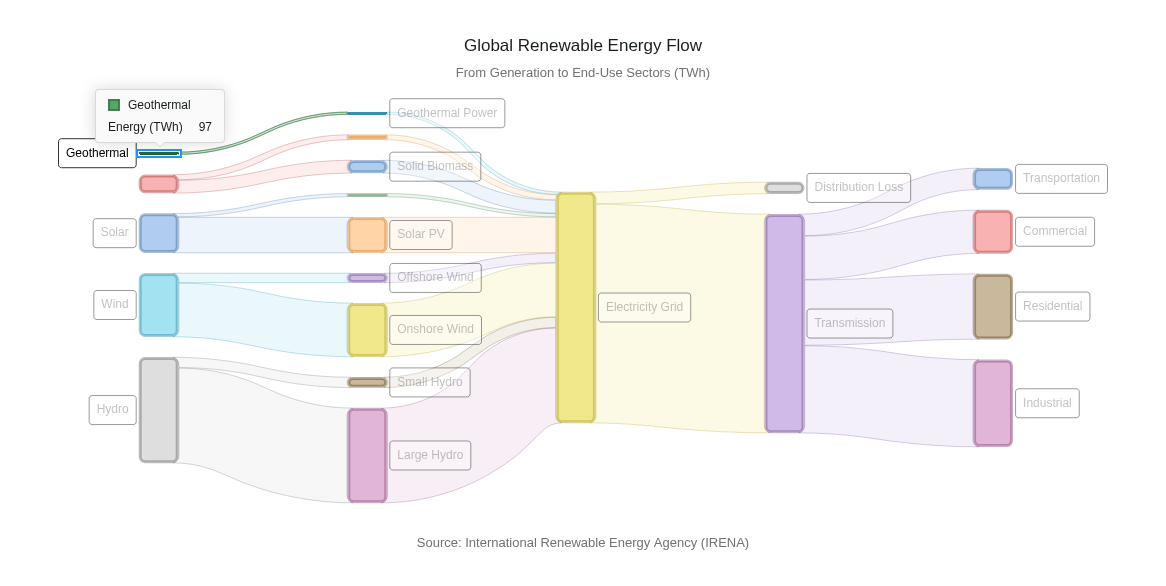 Global Renewable Energy Flow
From Generation to End-Use Sectors (TWh)
Geothermal
Energy (TWh) 97
Geothermal
Solar
Wind
Hydro
Geothermal Power
Solid Biomass
Solar PV
Offshore Wind
Onshore Wind
Small Hydro
Large Hydro
Electricity Grid
Distribution Loss
Transmission
Transportation
Commercial
Residential
Industrial
Source: International Renewable Energy Agency (IRENA)